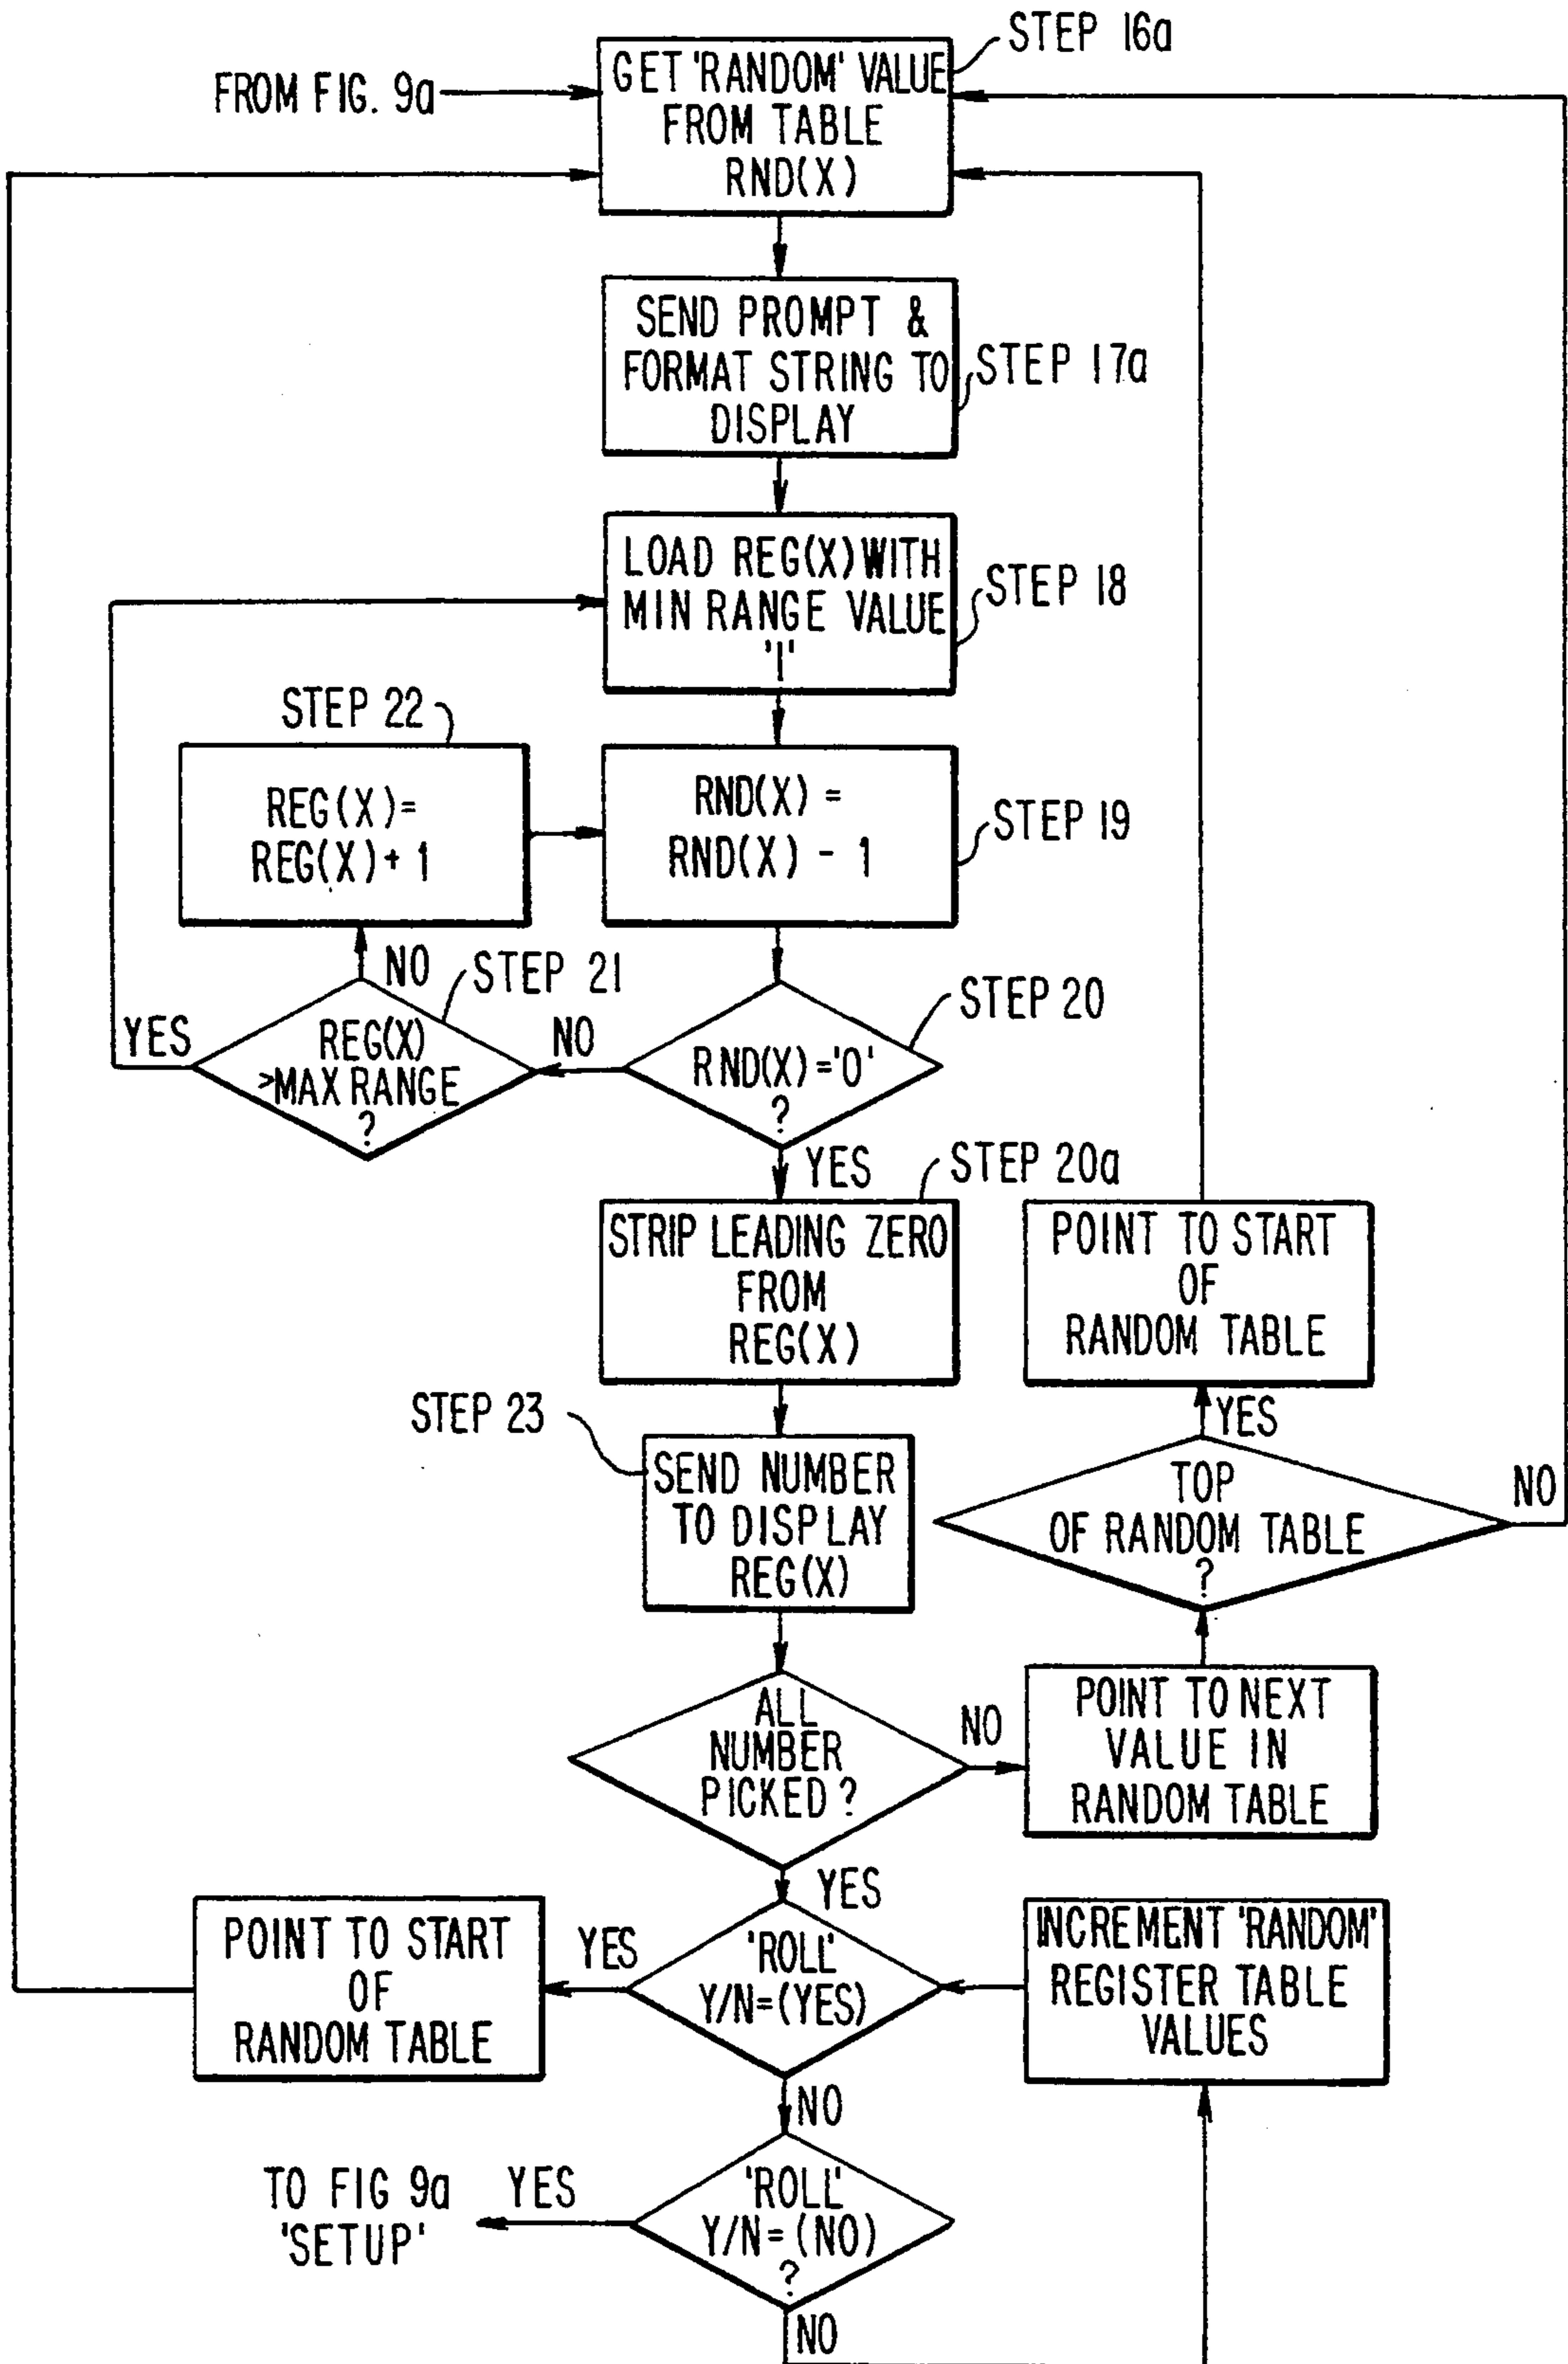 STEP 16a
FROM FIG. 9a
GET 'RANDOM' VALUE
FROM TABLE
RND(X)
SEND PROMPT &
FORMAT STRING TO
DISPLAY
STEP 17a
LOAD REG(X) WITH
MIN RANGE VALUE
'1'
STEP 18
STEP 22
REG(X)=
REG(X)+ 1
RND(X) =
RND(X) - 1
STEP 19
NO
STEP 21
YES
REG(X)
>MAX RANGE
?
NO
STEP 20
RND(X)='0'
?
YES
STEP 20a
STRIP LEADING ZERO
FROM
REG(X)
POINT TO START
OF
RANDOM TABLE
STEP 23
SEND NUMBER
TO DISPLAY
REG(X)
YES
TOP
OF RANDOM TABLE
?
NO
ALL
NUMBER
PICKED ?
NO
POINT TO NEXT
VALUE IN
RANDOM TABLE
YES
POINT TO START
OF
RANDOM TABLE
YES
'ROLL'
Y/N=(YES)
INCREMENT 'RANDOM'
REGISTER TABLE
VALUES
NO
TO FIG 9a
'SETUP'
YES
'ROLL'
Y/N=(NO)
?
NO